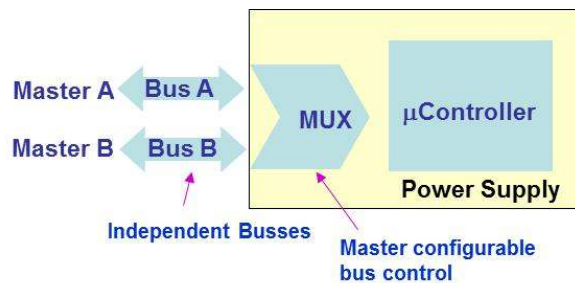 Master A
Bus A
Master B
Bus B
MUX
μController
Power Supply
Independent Busses
Master configurable
bus control